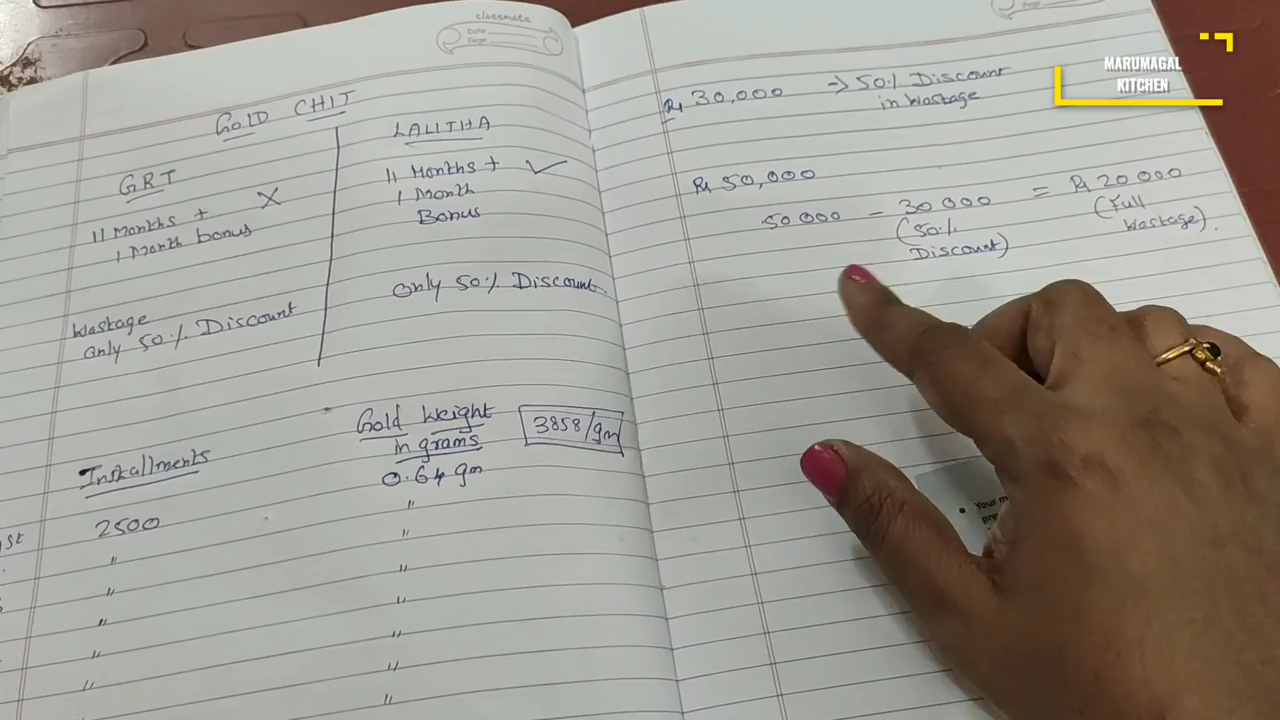 classmate
Date
Page
GOLD CHIT
GRT
11 Months + X
1 Month bonus
Wastage
Only 50% Discount
LALITHA
11 Months + ✓
1 Month
Bonus
Only 50% Discount.
Installments
Gold Weight
in grams
3858/gm
0.64 gm
2500
"
"
"
"
"
"
"
"
"
"
"
"
Rs 30,000 → 50% Discount
in Wastage
Rs 50,000
50000 - 30000 = Rs 20000
(50%
Discount)
(Full
Wastage).
Your m
MARUMAGAL
KITCHEN